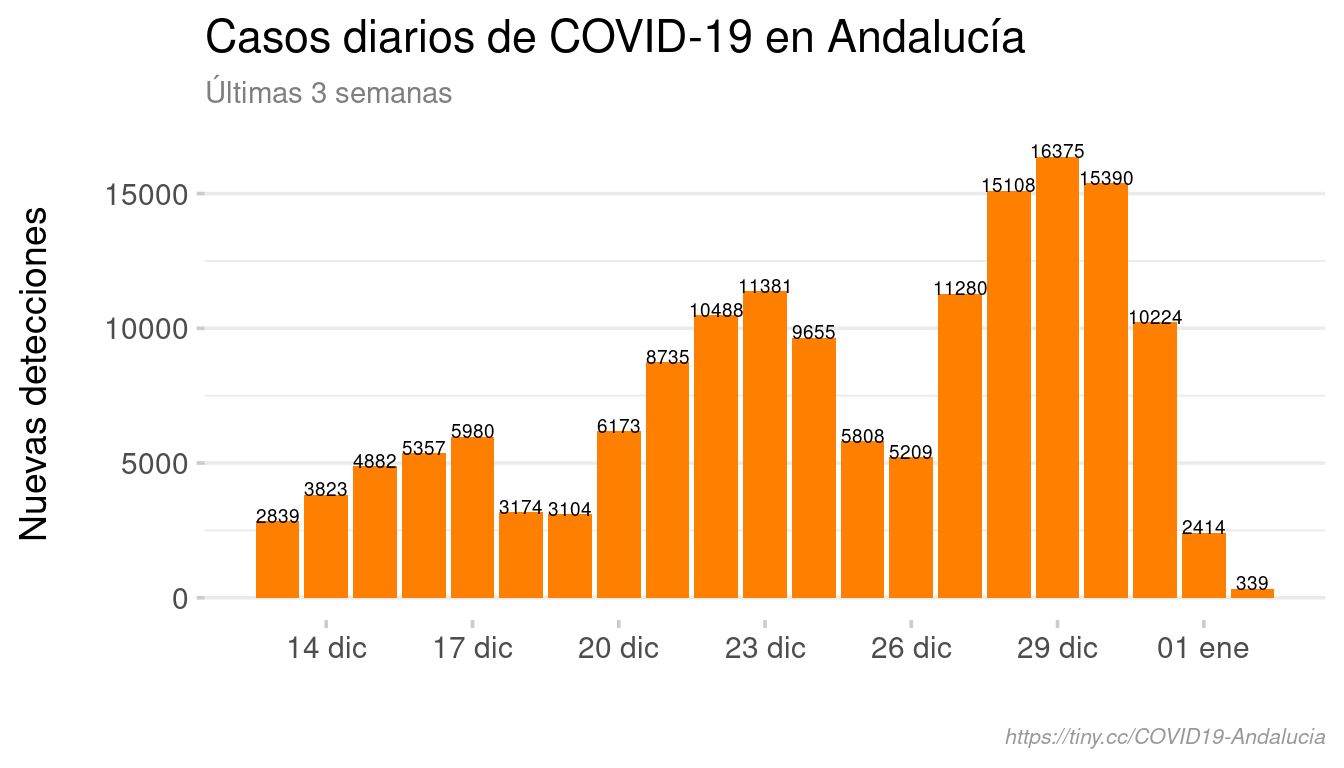 Casos diarios de COVID-19 en Andalucía
Últimas 3 semanas
Nuevas detecciones
15000
10000
5000
0
2839
3823
4882
5357
5980
3174
3104
6173
8735
10488
11381
9655
5808
5209
11280
15108
16375
15390
10224
2414
339
14 dic
17 dic
20 dic
23 dic
26 dic
29 dic
01 ene
https://tiny.cc/COVID19-Andalucia